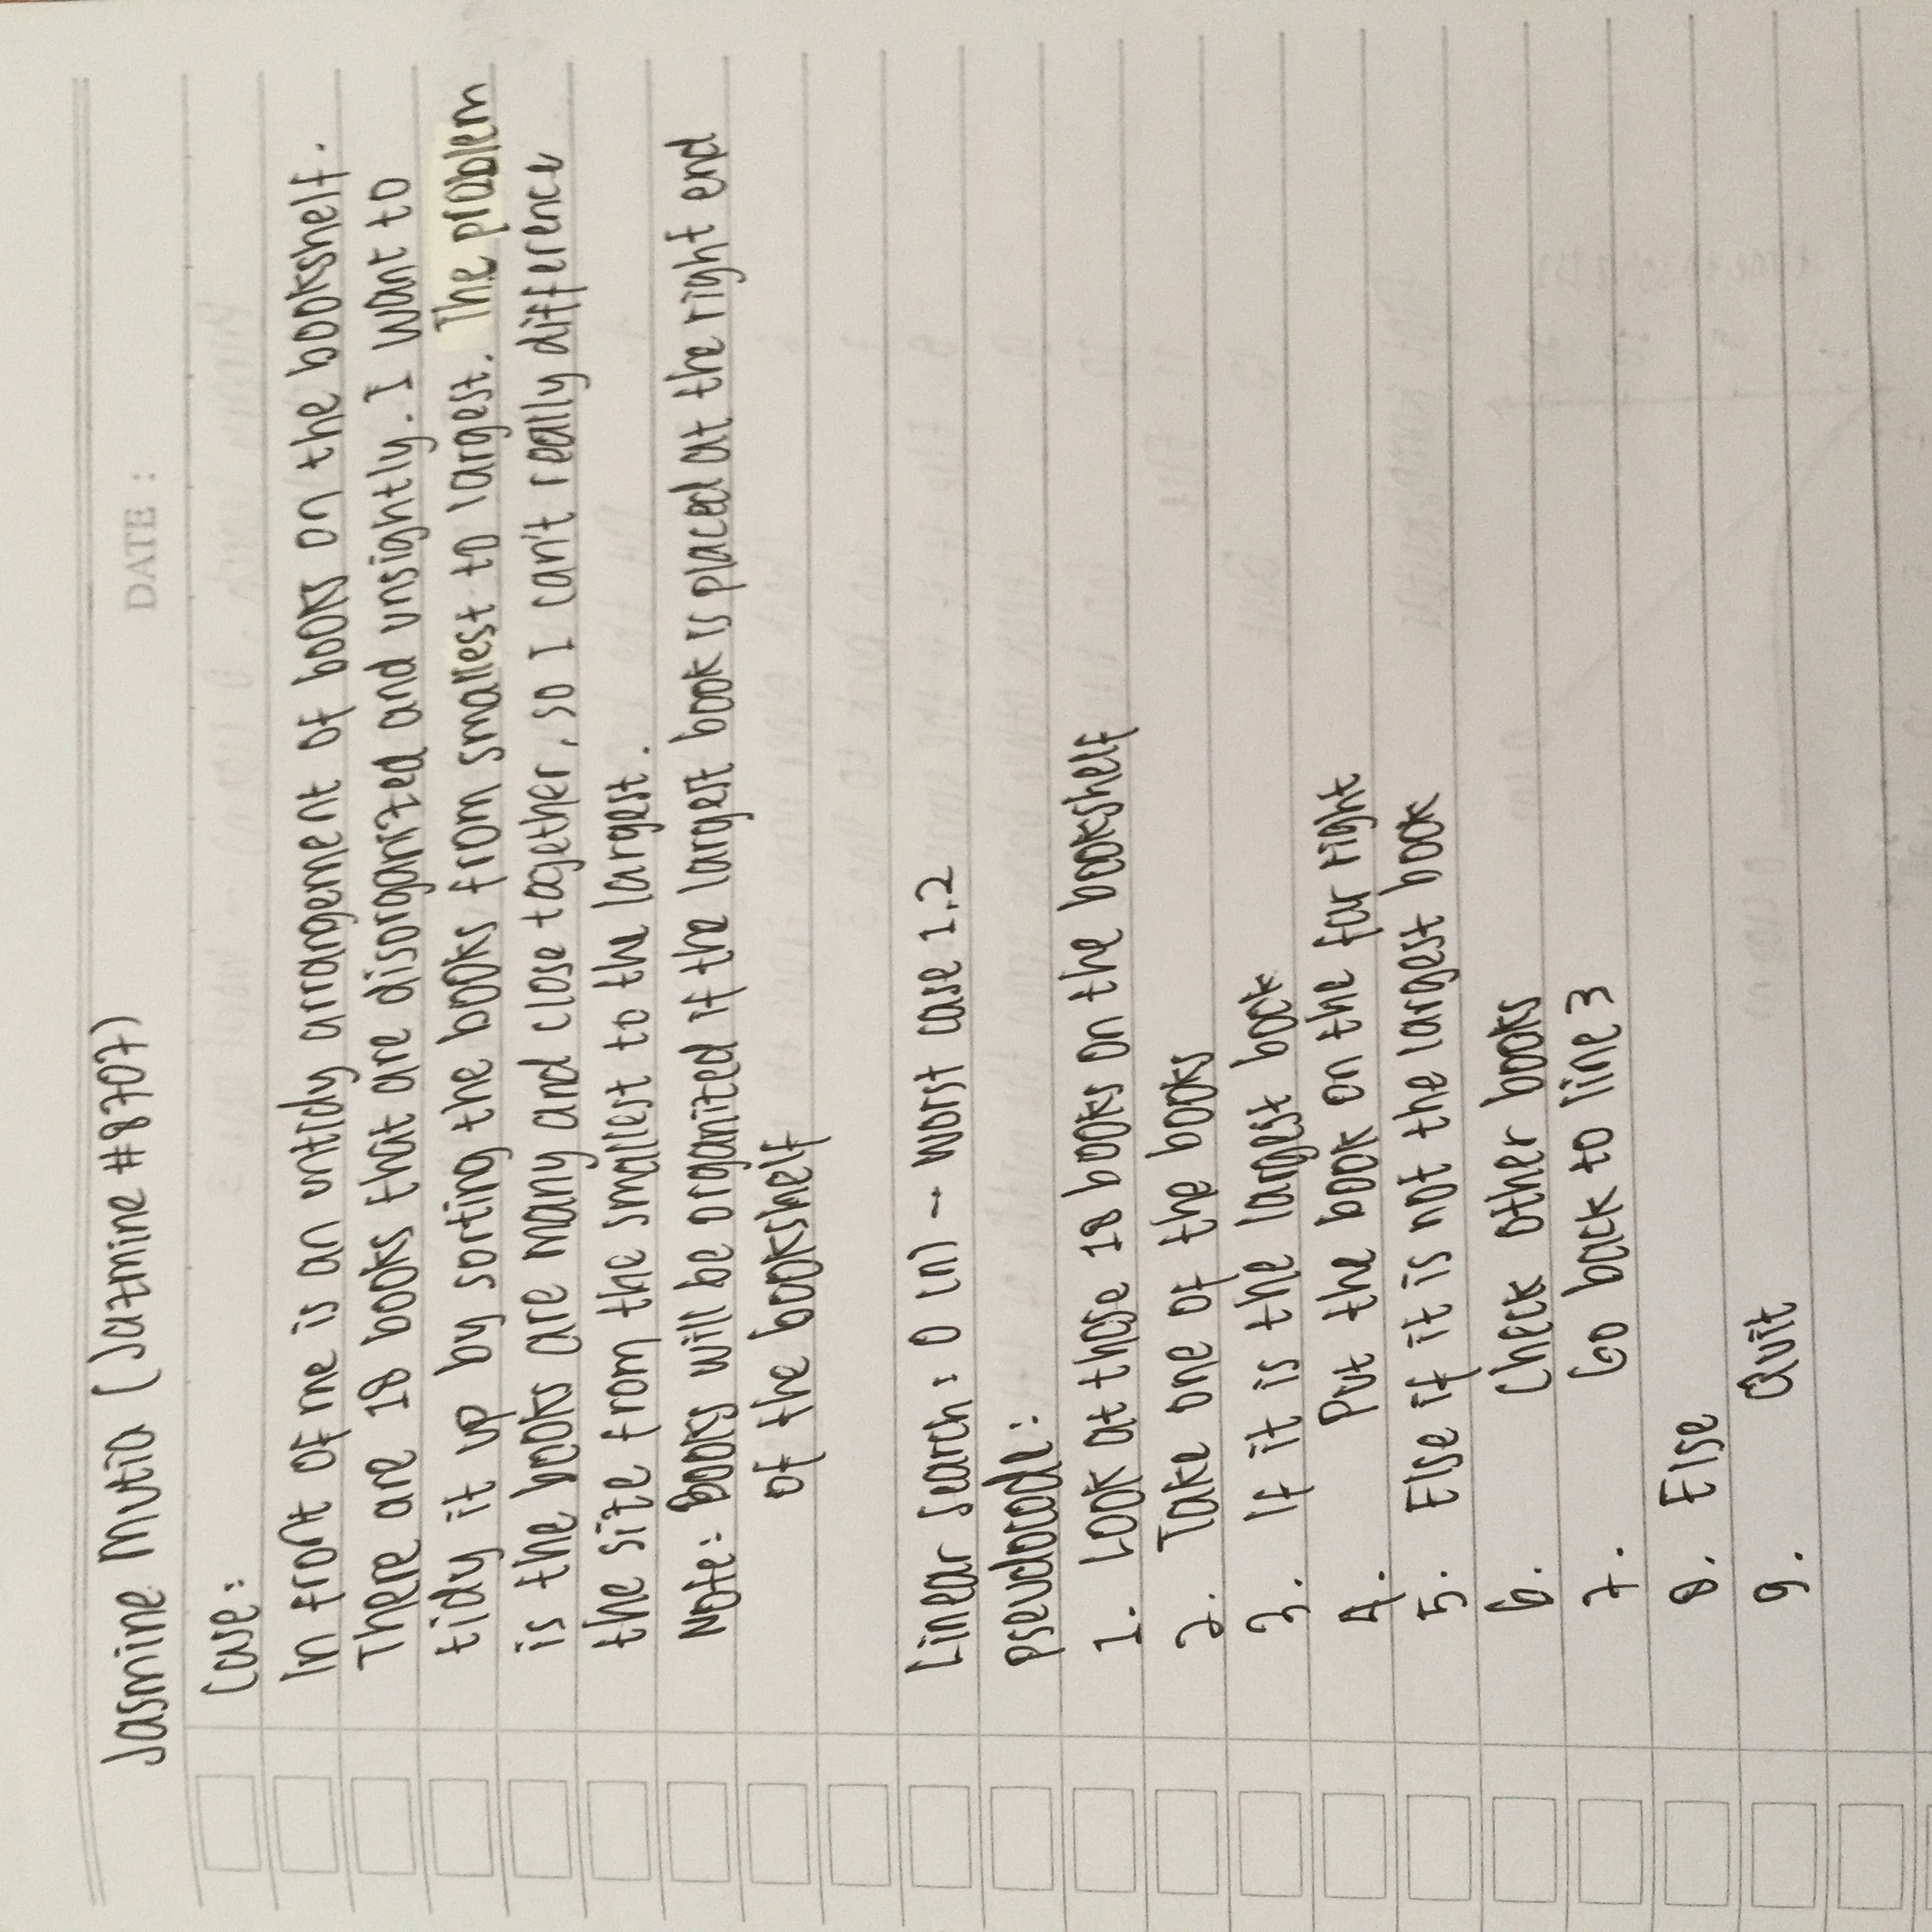 Jasmine Mutia (Jazmine #8707)
DATE :
Case:
In front of me is an untidy arrangement of books on the bookshelf.
There are 18 books that are disorganized and unsightly. I want to
tidy it up by sorting the books from smallest to largest. The problem
is the books are many and close together, so I can't really difference
the size from the smallest to the largest.
Note: Books will be organized if the largest book is placed at the right end
of the bookshelf
Linear Search: O (n) -- Worst case 1.2
pseudocode:
1. Look at those 18 books on the bookshelf
2. Take one of the books
3. If it is the largest book
4. Put the book on the far right
5. Else if it is not the largest book
6. Check other books
7. Go back to line 3
8. Else
9. Quit